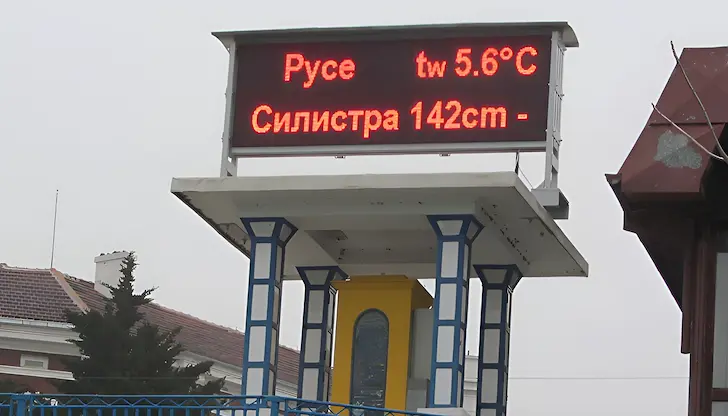 Русе tw 5.6°C
Силистра 142cm -